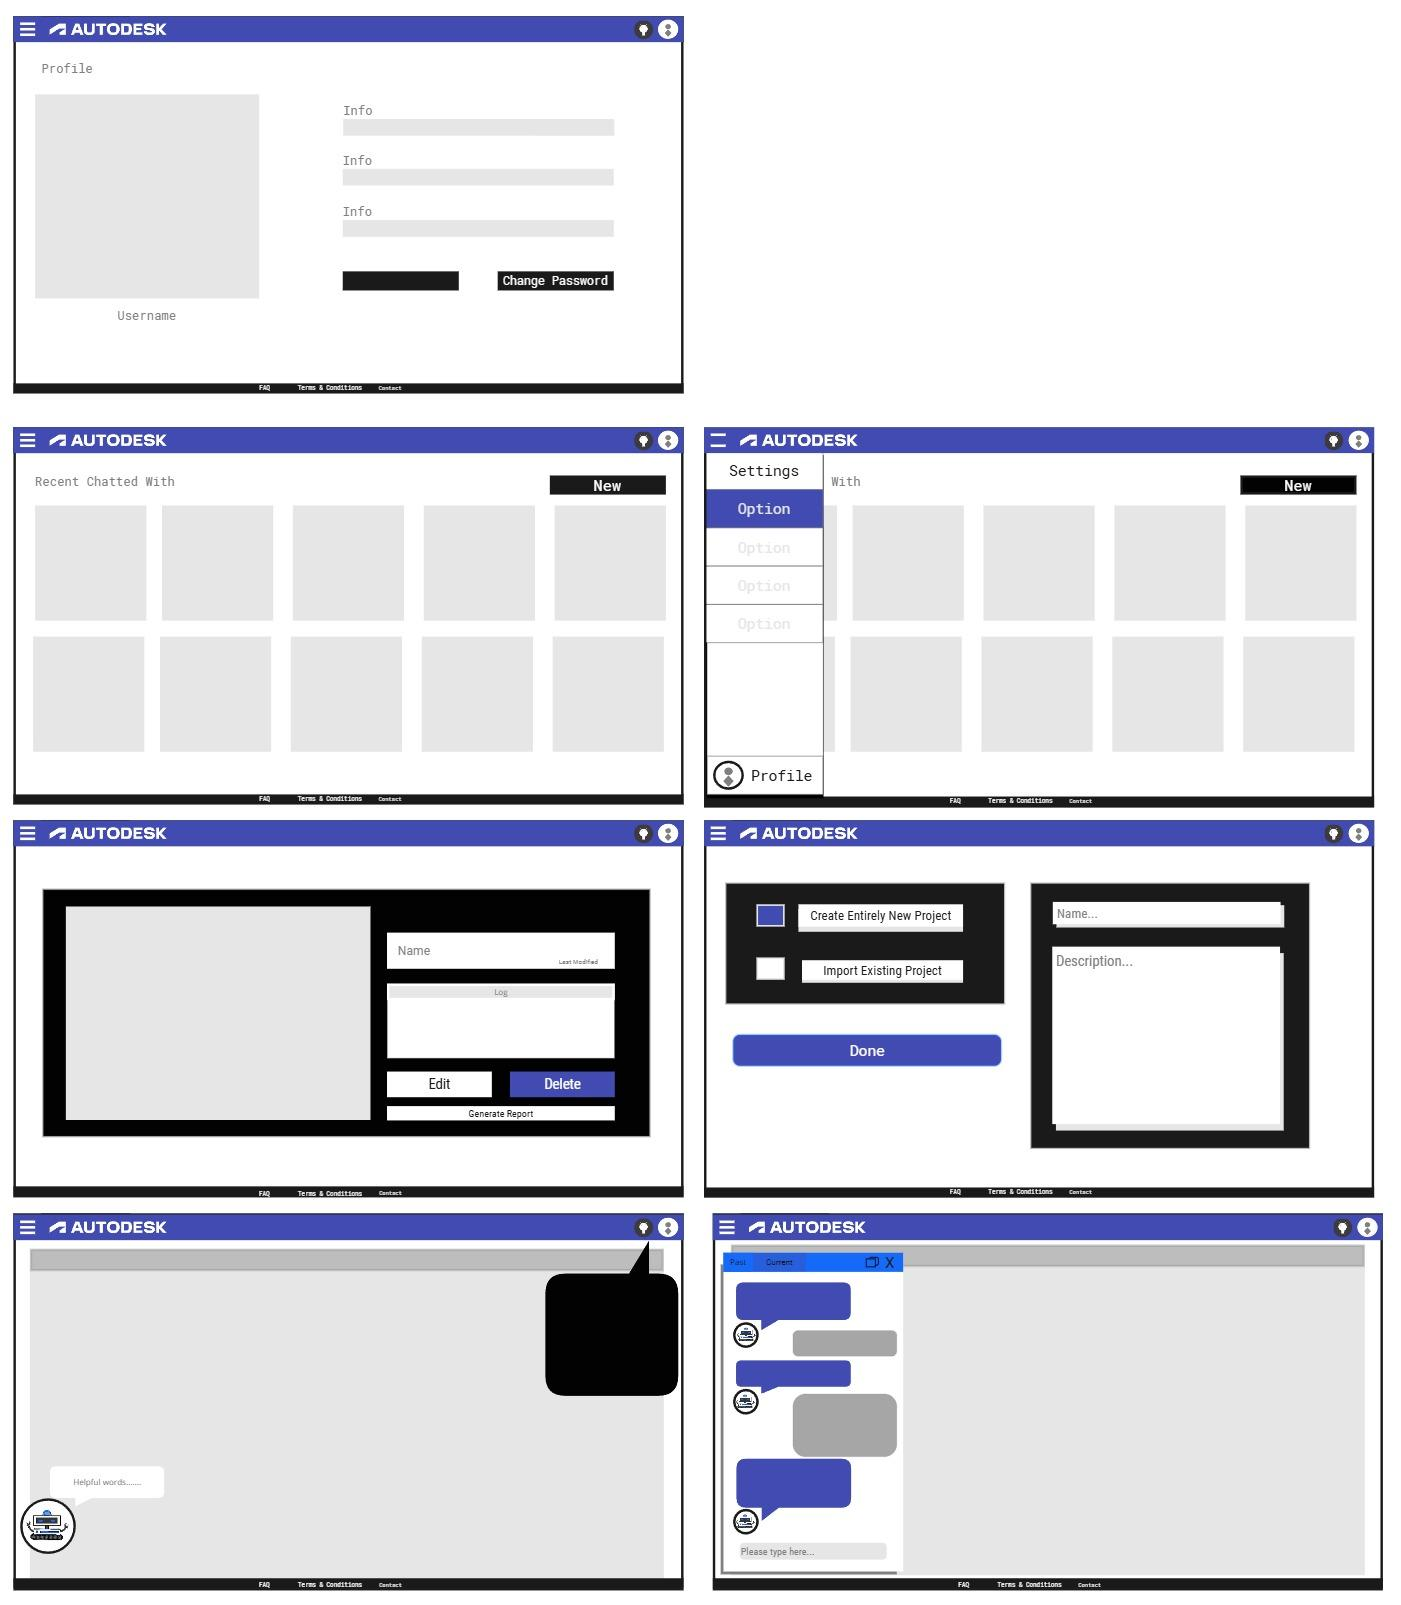 AUTODESK
Profile
Info
Info
Info
Change Password
Username
FAQ Terms & Conditions Contact
AUTODESK
Recent Chatted With
New
FAQ Terms & Conditions Contact
AUTODESK
Settings
With
New
Option
Option
Option
Option
Profile
FAQ Terms & Conditions Contact
AUTODESK
Name
Last Modified
Log
Edit Delete
Generate Report
FAQ Terms & Conditions Contact
AUTODESK
Create Entirely New Project
Import Existing Project
Done
Name...
Description...
FAQ Terms & Conditions Contact
AUTODESK
Helpful words.......
FAQ Terms & Conditions Contact
AUTODESK
Past Current X
Please type here...
FAQ Terms & Conditions Contact